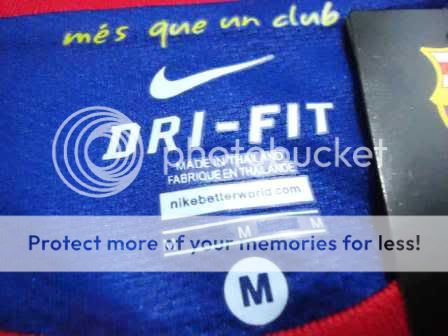 més que un club
DRI-FIT
MADE IN THAILAND
FABRIQUE EN THAILANDE
nikebetterworld.com
M M
M
photobucket
Protect more of your memories for less!